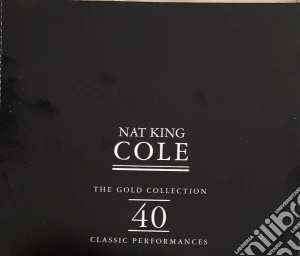 NAT KING
COLE
THE GOLD COLLECTION
40
CLASSIC PERFORMANCES